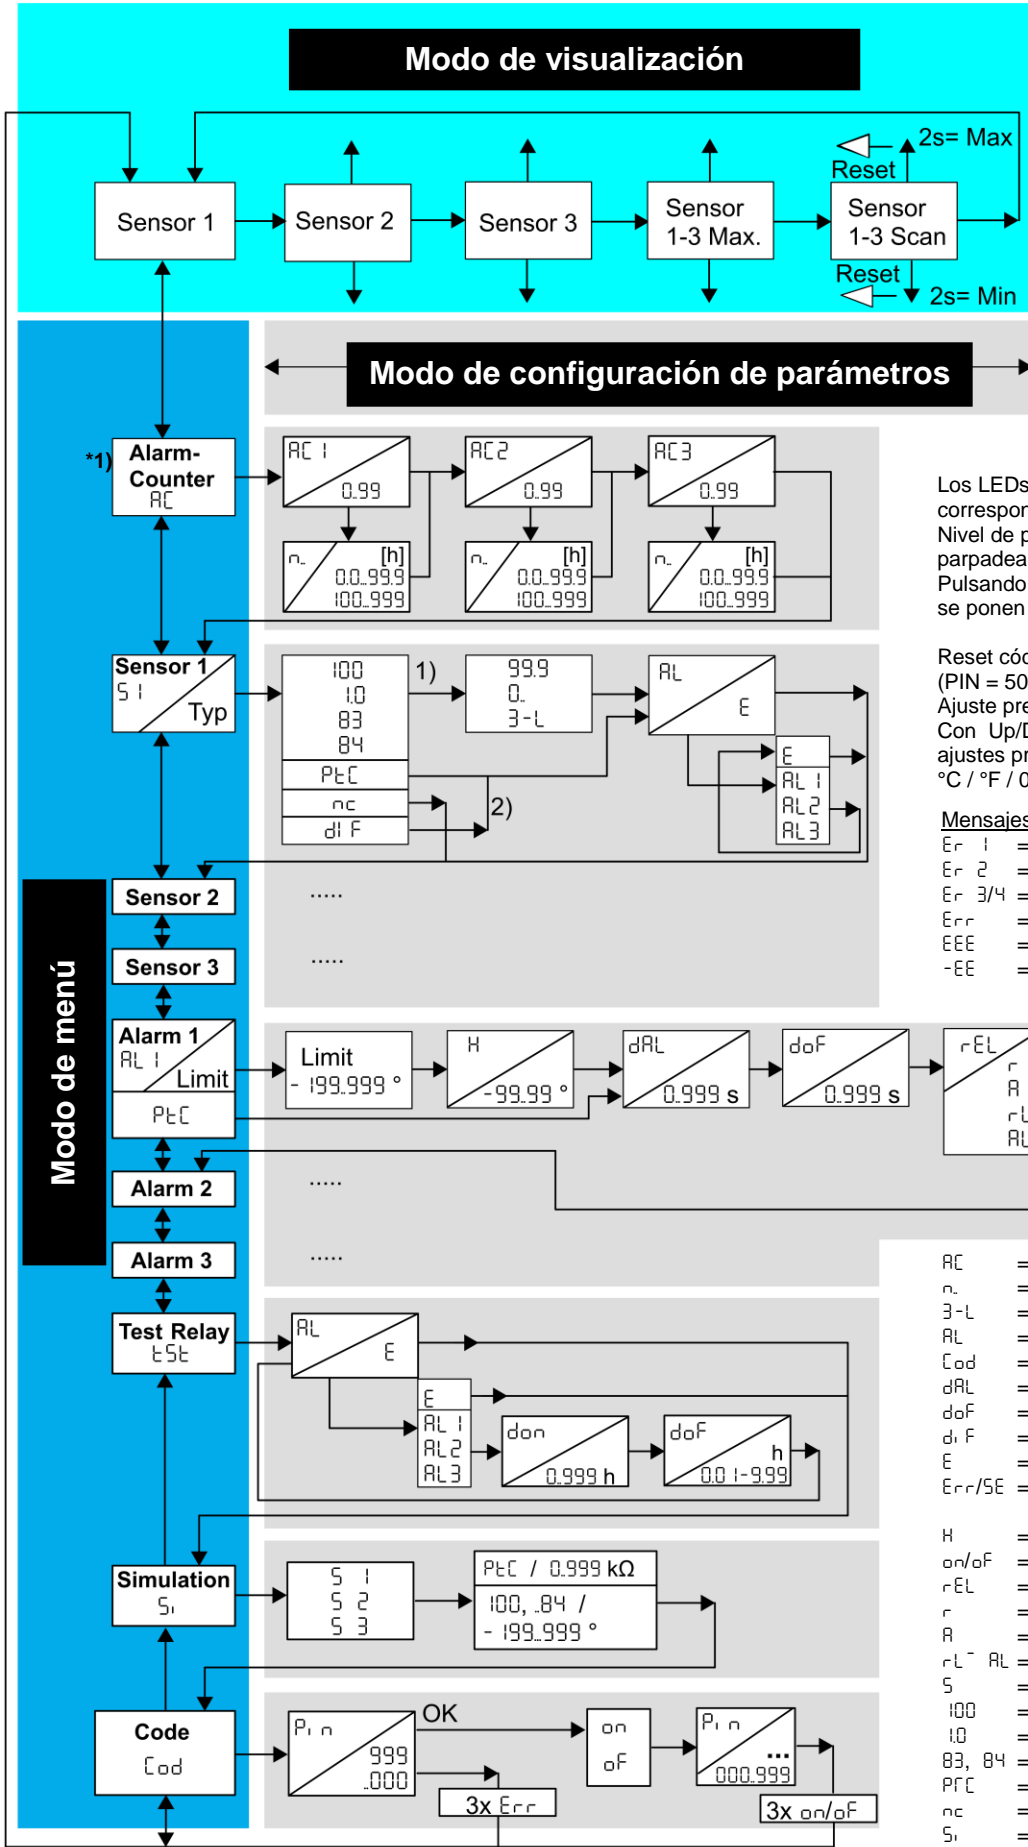 Modo de visualización
2s= Max
Reset
Sensor 1
Sensor 2
Sensor 3
Sensor
1-3 Max.
Sensor
1-3 Scan
Reset
2s= Min
Modo de configuración de parámetros
Modo de menú
*1)
Alarm-
Counter
AC
AC1
0..99
AC2
0..99
AC3
0..99
n..
[h]
0.0..99.9
100..999
n..
[h]
0.0..99.9
100..999
n..
[h]
0.0..99.9
100..999
Los LEDs
correspon
Nivel de p
parpadea
Pulsando
se ponen
Sensor 1
S1
Typ
100
1.0
83
84
PtC
nc
dIF
1)
2)
99.9
0..
3-L
AL
E
E
AL1
AL2
AL3
Reset cóc
(PIN = 50
Ajuste pre
Con Up/D
ajustes pr
°C / °F / 0
Mensajes
Er 1 =
Er 2 =
Er 3/4 =
Err =
EEE =
-EE =
Sensor 2
.....
Sensor 3
.....
Alarm 1
AL1
Limit
PtC
Limit
-199..999 °
H
-99..99 °
dAL
0..999 s
doF
0..999 s
rEL
r
A
rL
AL
Alarm 2
.....
Alarm 3
.....
Test Relay
tSt
AL
E
E
AL1
AL2
AL3
don
0..999 h
doF
h
0.01-9.99
Simulation
Si
S 1
S 2
S 3
PtC / 0..999 kΩ
100, ..84 /
-199..999 °
Code
Cod
Pin
999
..000
OK
3x Err
on
oF
Pin
...
000..999
3x on/oF
AC =
n.. =
3-L =
AL =
Cod =
dAL =
doF =
diF =
E =
Err/SE =
H =
on/oF =
rEL =
r =
A =
rL¯ AL =
S =
100 =
1.0 =
83, 84 =
PTC =
nc =
Si =